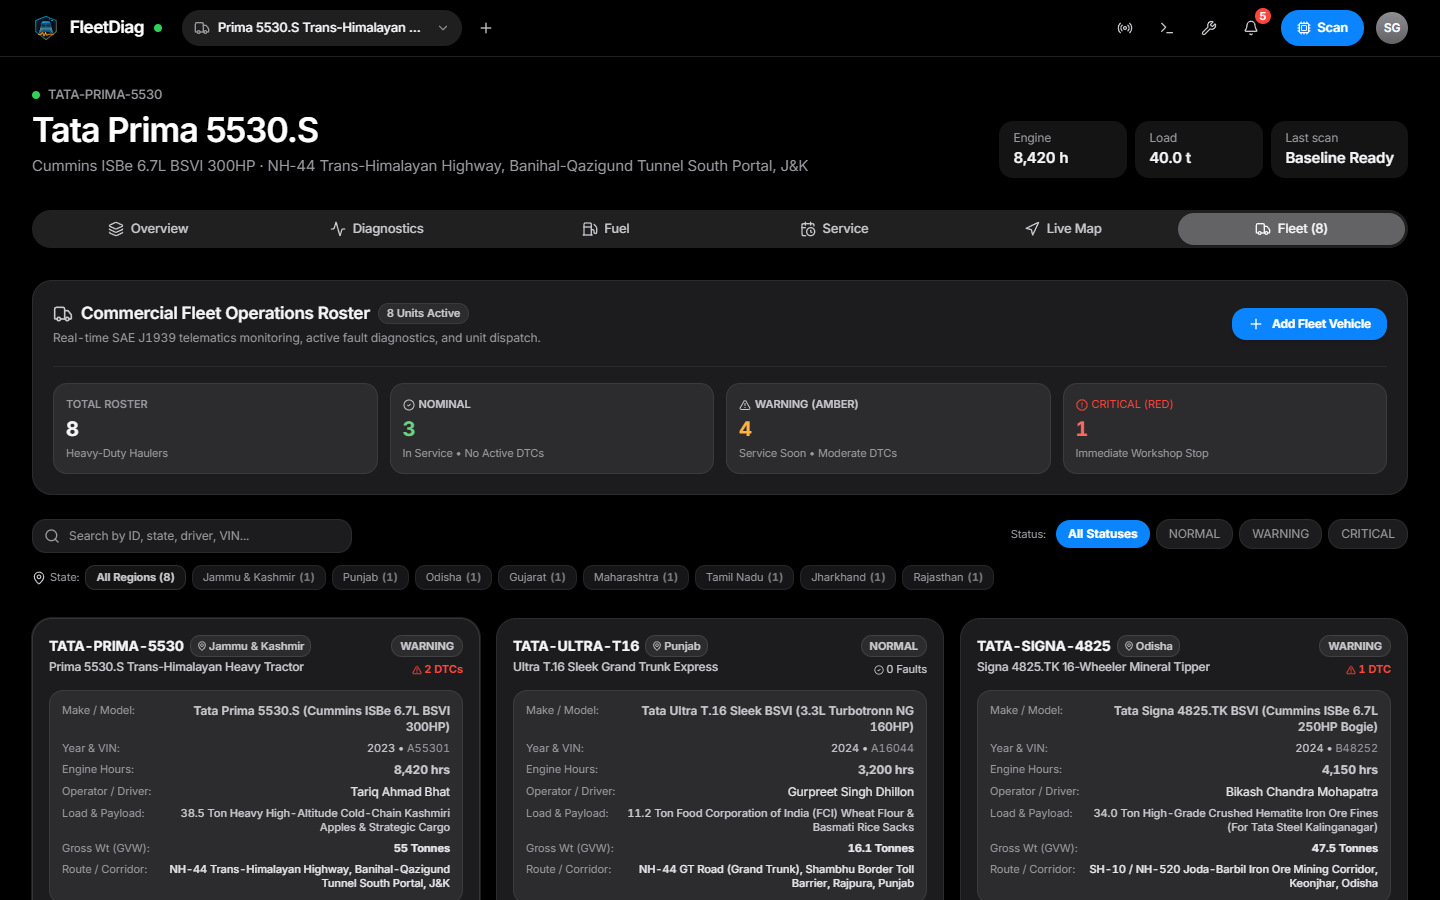 FleetDiag
Prima 5530.S Trans-Himalayan ...
5
Scan
SG
TATA-PRIMA-5530
Tata Prima 5530.S
Cummins ISBe 6.7L BSVI 300HP · NH-44 Trans-Himalayan Highway, Banihal-Qazigund Tunnel South Portal, J&K
Engine
8,420 h
Load
40.0 t
Last scan
Baseline Ready
Overview
Diagnostics
Fuel
Service
Live Map
Fleet (8)
Commercial Fleet Operations Roster
8 Units Active
Real-time SAE J1939 telematics monitoring, active fault diagnostics, and unit dispatch.
Add Fleet Vehicle
TOTAL ROSTER
8
Heavy-Duty Haulers
NOMINAL
3
In Service • No Active DTCs
WARNING (AMBER)
4
Service Soon • Moderate DTCs
CRITICAL (RED)
1
Immediate Workshop Stop
Search by ID, state, driver, VIN...
Status:
All Statuses
NORMAL
WARNING
CRITICAL
State:
All Regions (8)
Jammu & Kashmir (1)
Punjab (1)
Odisha (1)
Gujarat (1)
Maharashtra (1)
Tamil Nadu (1)
Jharkhand (1)
Rajasthan (1)
TATA-PRIMA-5530
Jammu & Kashmir
WARNING
Prima 5530.S Trans-Himalayan Heavy Tractor
2 DTCs
Make / Model:
Tata Prima 5530.S (Cummins ISBe 6.7L BSVI
300HP)
Year & VIN:
2023 • A55301
Engine Hours:
8,420 hrs
Operator / Driver:
Tariq Ahmad Bhat
Load & Payload:
38.5 Ton Heavy High-Altitude Cold-Chain Kashmiri
Apples & Strategic Cargo
Gross Wt (GVW):
55 Tonnes
Route / Corridor:
NH-44 Trans-Himalayan Highway, Banihal-Qazigund
Tunnel South Portal, J&K
TATA-ULTRA-T16
Punjab
NORMAL
Ultra T.16 Sleek Grand Trunk Express
0 Faults
Make / Model:
Tata Ultra T.16 Sleek BSVI (3.3L Turbotronn NG
160HP)
Year & VIN:
2024 • A16044
Engine Hours:
3,200 hrs
Operator / Driver:
Gurpreet Singh Dhillon
Load & Payload:
11.2 Ton Food Corporation of India (FCI) Wheat Flour &
Basmati Rice Sacks
Gross Wt (GVW):
16.1 Tonnes
Route / Corridor:
NH-44 GT Road (Grand Trunk), Shambhu Border Toll
Barrier, Rajpura, Punjab
TATA-SIGNA-4825
Odisha
WARNING
Signa 4825.TK 16-Wheeler Mineral Tipper
1 DTC
Make / Model:
Tata Signa 4825.TK BSVI (Cummins ISBe 6.7L
250HP Bogie)
Year & VIN:
2024 • B48252
Engine Hours:
4,150 hrs
Operator / Driver:
Bikash Chandra Mohapatra
Load & Payload:
34.0 Ton High-Grade Crushed Hematite Iron Ore Fines
(For Tata Steel Kalinganagar)
Gross Wt (GVW):
47.5 Tonnes
Route / Corridor:
SH-10 / NH-520 Joda-Barbil Iron Ore Mining Corridor,
Keonjhar, Odisha